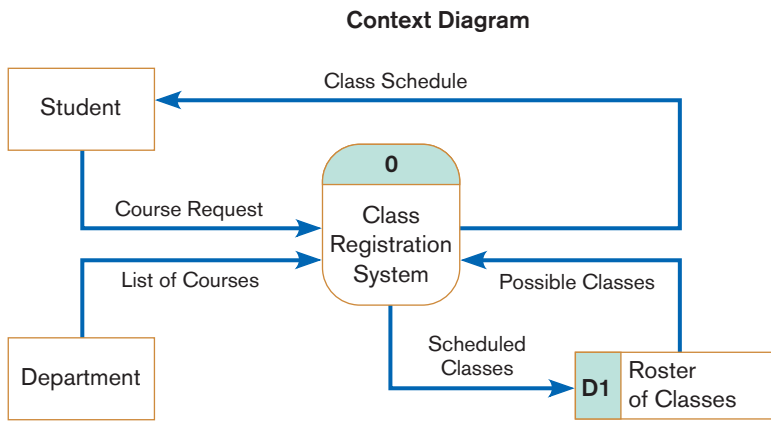 Context Diagram
Class Schedule
Student
0
Course Request
Class
Registration
System
List of Courses
Possible Classes
Scheduled
Classes
Department
D1
Roster
of Classes